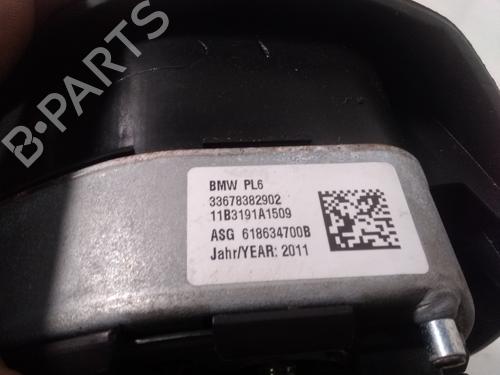 B-PARTS
BMW PL6
33678382902
11B3191A1509
ASG 618634700B
Jahr/YEAR: 2011